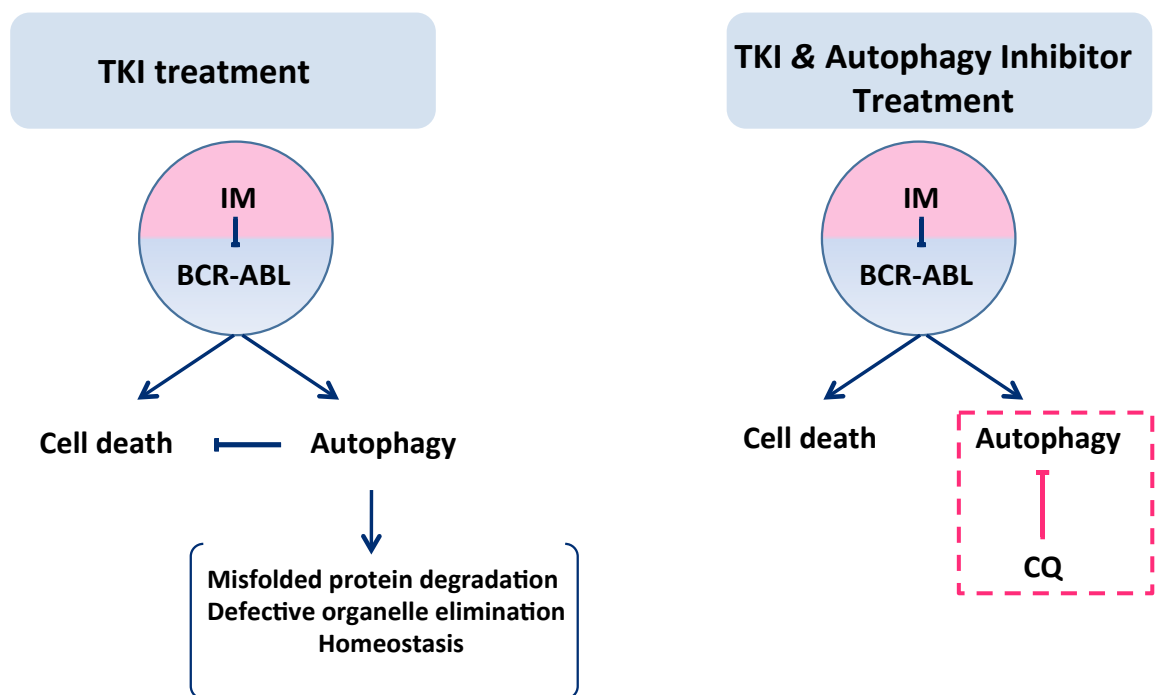 TKI treatment
IM
BCR-ABL
Cell death
Autophagy
Misfolded protein degradation
Defective organelle elimination
Homeostasis
TKI & Autophagy Inhibitor
Treatment
IM
BCR-ABL
Cell death
Autophagy
CQ